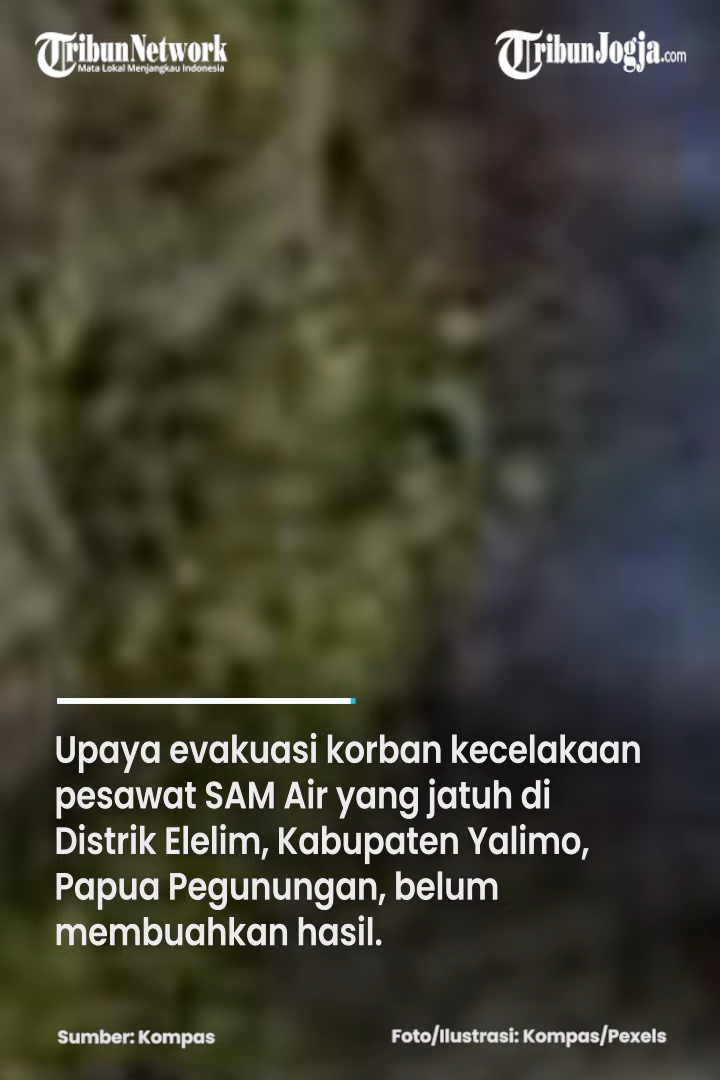 TribunNetwork
Mata Lokal Menjangkau Indonesia
TribunJogja.com
Upaya evakuasi korban kecelakaan
pesawat SAM Air yang jatuh di
Distrik Elelim, Kabupaten Yalimo,
Papua Pegunungan, belum
membuahkan hasil.
Sumber: Kompas
Foto/Ilustrasi: Kompas/Pexels